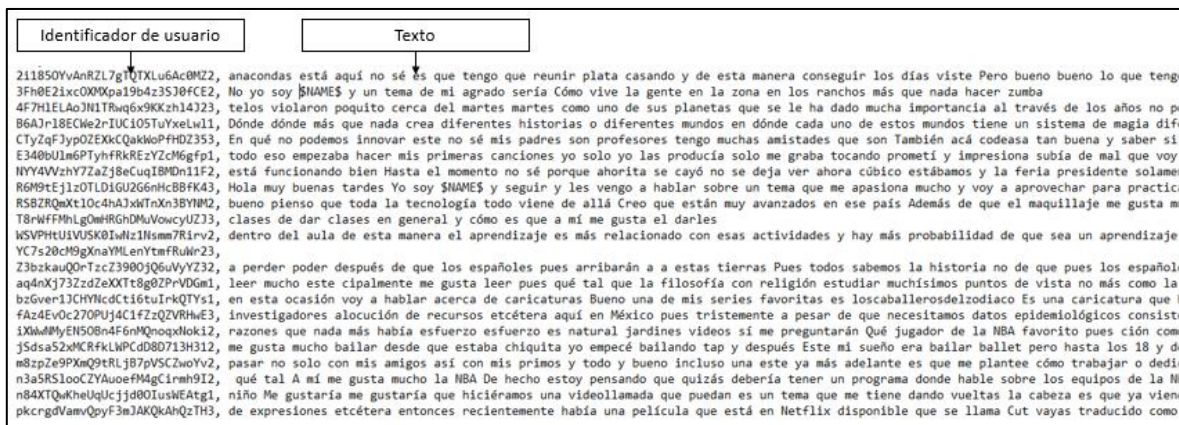 Identificador de usuario
Texto
2i185OYvAnRZL7gTQTXLu6Ac0MZ2, anacondas está aquí no sé es que tengo que reunir plata casando y de esta manera conseguir los días viste Pero bueno bueno lo que teng
3Fh0E2ixcOXMXpa19b4z3SJ0fCE2, No yo soy $NAME$ y un tema de mi agrado sería Cómo vive la gente en la zona en los ranchos más que nada hacer zumba
4F7HlELAoJN1TRwq6x9KKzhl4J23, telos violaron poquito cerca del martes martes como uno de sus planetas que se le ha dado mucha importancia al través de los años no p
B6AJrl8ECWe2rIUCiO5TuYxeLwl1, Dónde dónde más que nada crea diferentes historias o diferentes mundos en dónde cada uno de estos mundos tiene un sistema de magia dif
CTyZqFJypOZEXkCQakWoPfHDZ353, En qué no podemos innovar este no sé mis padres son profesores tengo muchas amistades que son También acá codeasa tan buena y saber si
E340bUlm6PTyhfRkREzYZcM6gfp1, todo eso empezaba hacer mis primeras canciones yo solo yo las producía solo me graba tocando prometí y impresiona subía de mal que voy
NYY4VVzhY7ZaZj8eCuqIBMDn11F2, está funcionando bien Hasta el momento no sé porque ahorita se cayó no se deja ver ahora cúbico estábamos y la feria presidente solame
R6M9tEjlzOTLDiGU2G6nHcBBfK43, Hola muy buenas tardes Yo soy $NAME$ y seguir y les vengo a hablar sobre un tema que me apasiona mucho y voy a aprovechar para practica
RSBZRQmXtlOc4hAJxWTnXn3BYNM2, bueno pienso que toda la tecnología todo viene de allá Creo que están muy avanzados en ese país Además de que el maquillaje me gusta m
T8rWfFMhLgOmHRGhDMuVowcyUZJ3, clases de dar clases en general y cómo es que a mí me gusta el darles
WSVPHtUiVUSK0IwNz1Nsmm7Rirv2, dentro del aula de esta manera el aprendizaje es más relacionado con esas actividades y hay más probabilidad de que sea un aprendizaje
YC7s20cM9gXnaYMLenYtmfRuWr23,
Z3bzkauQOrTzcZ390OjQ6uVyYZ32, a perder poder después de que los españoles pues arribarán a a estas tierras Pues todos sabemos la historia no de que pues los español
aq4nXj73ZzdZeXXTt8g0ZPrVDGm1, leer mucho este cipalmente me gusta leer pues qué tal que la filosofía con religión estudiar muchísimos puntos de vista no más como la
bzGver1JCHYNcdCti6tuIrkQTYs1, en esta ocasión voy a hablar acerca de caricaturas Bueno una de mis series favoritas es loscaballerosdelzodiaco Es una caricatura que
fAz4EvOc27OPUj4C1fZzQZVRHwE3, investigadores alocución de recursos etcétera aquí en México pues tristemente a pesar de que necesitamos datos epidemiológicos consist
iXWwNMyEN5OBn4F6nMQnoqxNoki2, razones que nada más había esfuerzo esfuerzo es natural jardines videos sí me preguntarán Qué jugador de la NBA favorito pues ción com
jSdsa52xMCRfkLWPCdD8D713H312, me gusta mucho bailar desde que estaba chiquita yo empecé bailando tap y después Este mi sueño era bailar ballet pero hasta los 18 y d
m8zpZe9PXmQ9tRLjB7pVSCZwoYv2, pasar no solo con mis amigos así con mis primos y todo y bueno incluso una este ya más adelante es que me plantee cómo trabajar o dedi
n3a5RSlooCZYAuoefM4gCirmh9I2, qué tal A mí me gusta mucho la NBA De hecho estoy pensando que quizás debería tener un programa donde hable sobre los equipos de la N
n84XTQwKheUqUcjjd0OIusWEAtg1, niño Me gustaría me gustaría que hiciéramos una videollamada que puedan es un tema que me tiene dando vueltas la cabeza es que ya vien
pkcrgdVamvQpyF3mJAKQkAhQzTH3, de expresiones etcétera entonces recientemente había una película que está en Netflix disponible que se llama Cut vayas traducido como